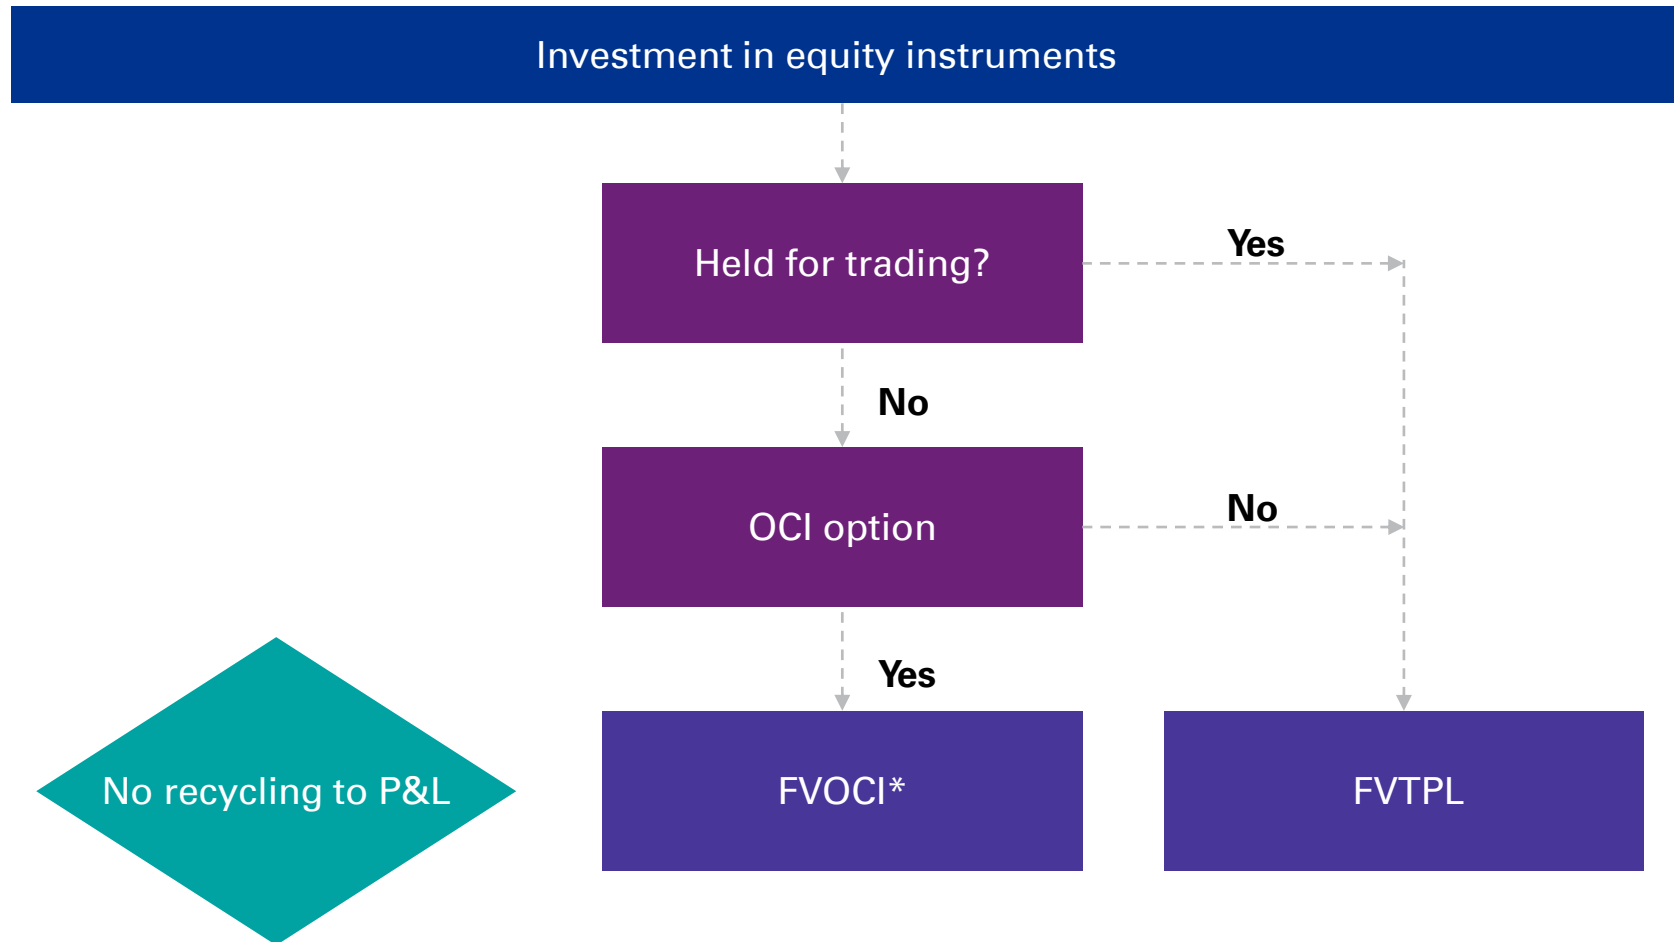 Investment in equity instruments
Held for trading?
Yes
No
OCI option
No
Yes
No recycling to P&L
FVOCI*
FVTPL